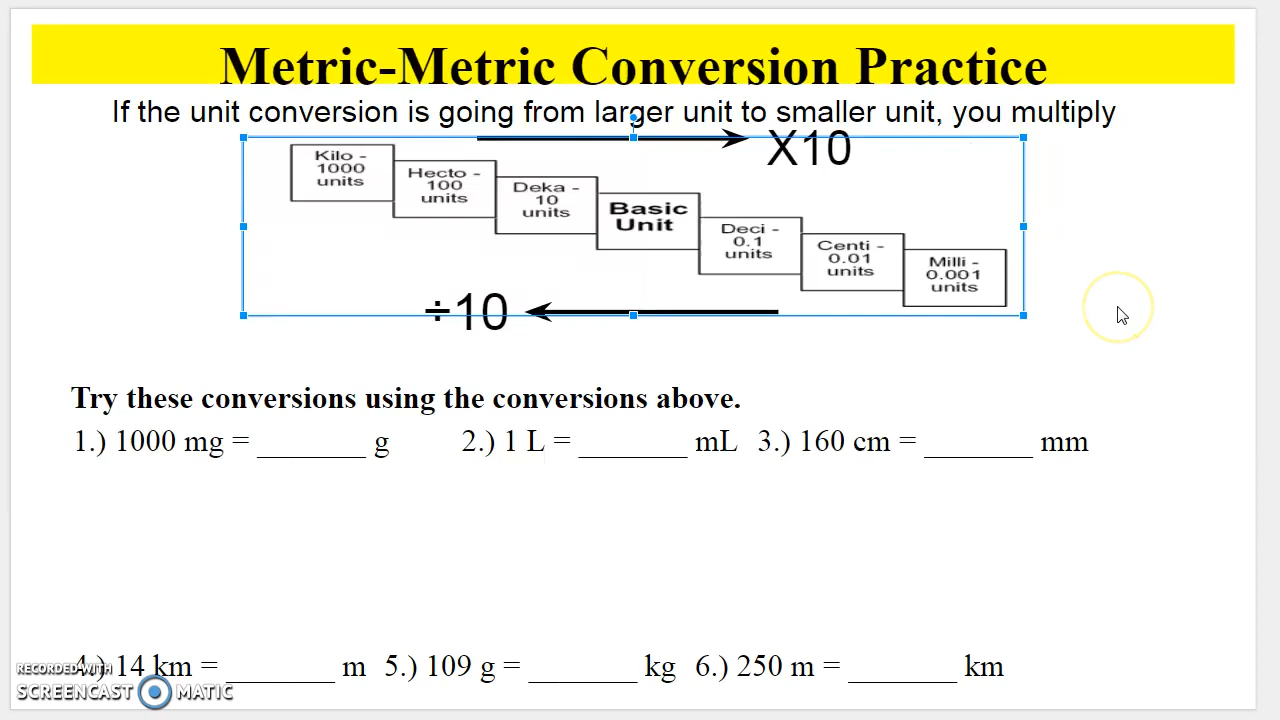 Metric-Metric Conversion Practice
If the unit conversion is going from larger unit to smaller unit, you multiply
X10
Kilo -
1000
units
Hecto -
100
units
Deka -
10
units
Basic
Unit
Deci -
0.1
units
Centi -
0.01
units
Milli -
0.001
units
÷10
Try these conversions using the conversions above.
1.) 1000 mg = _______ g 2.) 1 L = _______ mL 3.) 160 cm = _______ mm
4.) 14 km = _______ m 5.) 109 g = _______ kg 6.) 250 m = _______ km
RECORDED WITH
SCREENCAST MATIC